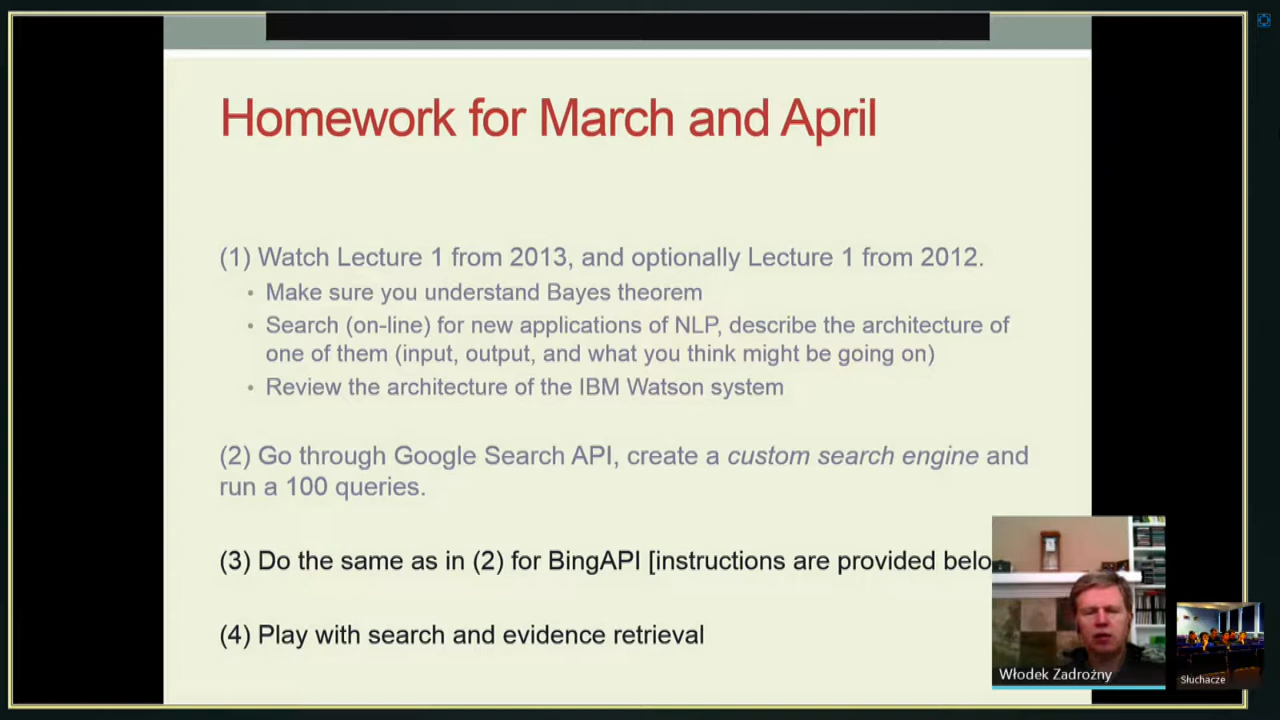 Homework for March and April
(1) Watch Lecture 1 from 2013, and optionally Lecture 1 from 2012.
• Make sure you understand Bayes theorem
• Search (on-line) for new applications of NLP, describe the architecture of
one of them (input, output, and what you think might be going on)
• Review the architecture of the IBM Watson system
(2) Go through Google Search API, create a custom search engine and
run a 100 queries.
(3) Do the same as in (2) for BingAPI [instructions are provided belo
(4) Play with search and evidence retrieval
Włodek Zadrożny
Słuchacze